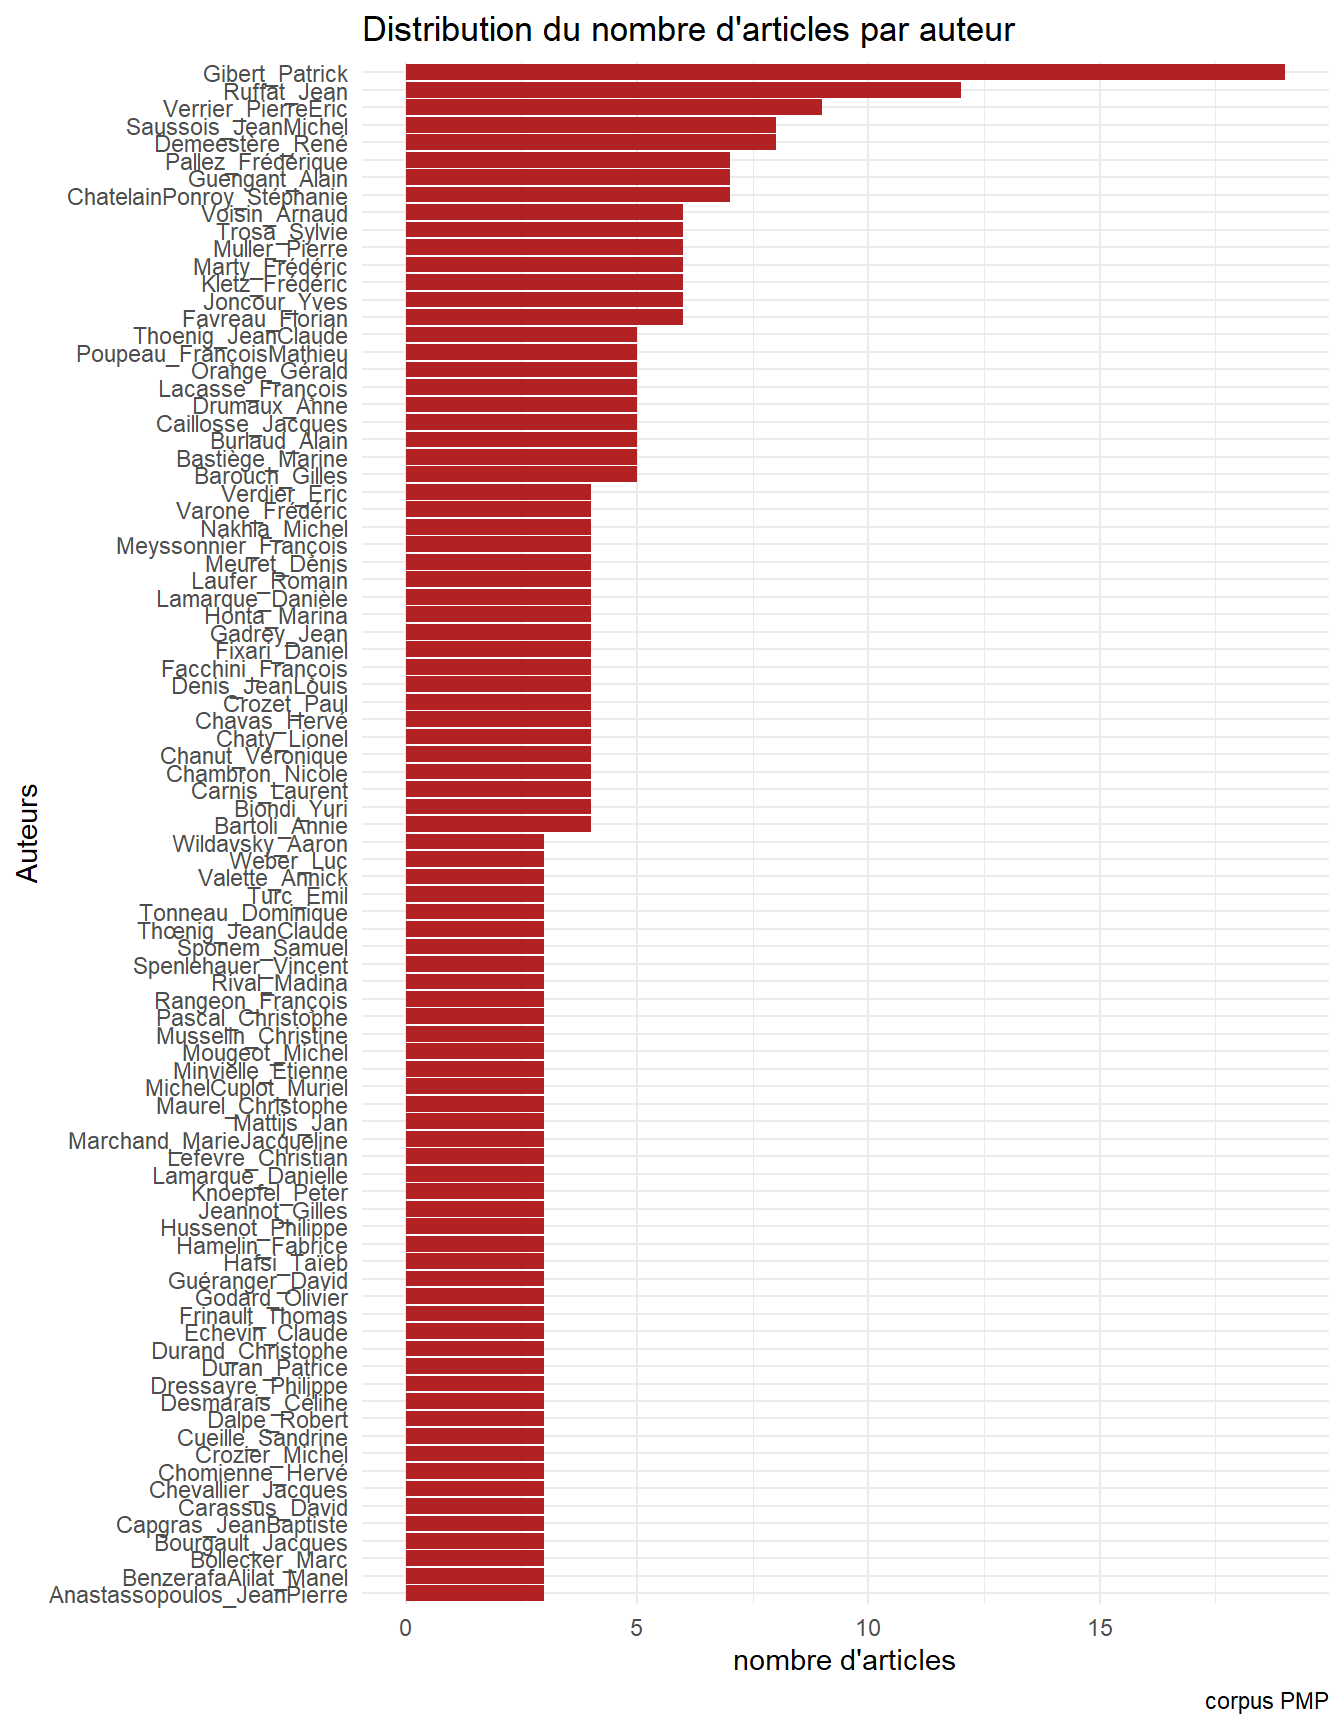 Distribution du nombre d'articles par auteur
Gibert_Patrick
Ruffat_Jean
Verrier_PierreEric
Saussois_JeanMichel
Demeestère_René
Pallez_Frédérique
Guengant_Alain
ChatelainPonroy_Stéphanie
Voisin_Arnaud
Trosa_Sylvie
Muller_Pierre
Marty_Frédéric
Kletz_Frédéric
Joncour_Yves
Favreau_Florian
Thoenig_JeanClaude
Poupeau_FrançoisMathieu
Orange_Gérald
Lacasse_François
Drumaux_Anne
Caillosse_Jacques
Burlaud_Alain
Bastiège_Marine
Barouch_Gilles
Verdier_Eric
Varone_Frédéric
Nakhla_Michel
Meyssonnier_François
Meuret_Denis
Laufer_Romain
Lamarque_Danièle
Honta_Marina
Gadrey_Jean
Fixari_Daniel
Facchini_François
Denis_JeanLouis
Crozet_Paul
Chavas_Hervé
Chaty_Lionel
Chanut_Véronique
Chambron_Nicole
Carnis_Laurent
Biondi_Yuri
Bartoli_Annie
Wildavsky_Aaron
Weber_Luc
Valette_Annick
Turc_Emil
Tonneau_Dominique
Thœnig_JeanClaude
Sponem_Samuel
Spenlehauer_Vincent
Rival_Madina
Rangeon_François
Pascal_Christophe
Musselin_Christine
Mougeot_Michel
Minvielle_Etienne
MichelCuplot_Muriel
Maurel_Christophe
Mattijs_Jan
Marchand_MarieJacqueline
Lefevre_Christian
Lamarque_Danielle
Knoepfel_Peter
Jeannot_Gilles
Hussenot_Philippe
Hamelin_Fabrice
Hafsi_Taïeb
Guéranger_David
Godard_Olivier
Frinault_Thomas
Echevin_Claude
Durand_Christophe
Duran_Patrice
Dressayre_Philippe
Desmarais_Céline
Dalpe_Robert
Cueille_Sandrine
Crozier_Michel
Chomienne_Hervé
Chevallier_Jacques
Carassus_David
Capgras_JeanBaptiste
Bourgault_Jacques
Bollecker_Marc
BenzerafaAlilat_Manel
Anastassopoulos_JeanPierre
Auteurs
0 5 10 15
nombre d'articles
corpus PMP